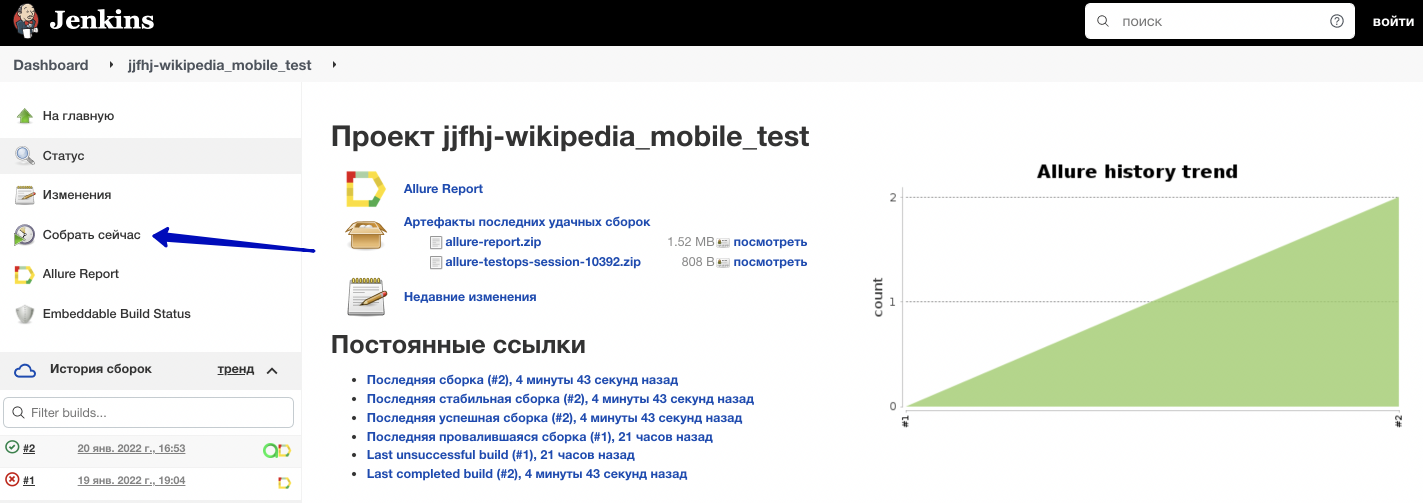 Jenkins
поиск
войти
Dashboard
jjfhj-wikipedia_mobile_test
На главную
Статус
Изменения
Собрать сейчас
Allure Report
Embeddable Build Status
История сборок тренд
Filter builds...
#2 20 янв. 2022 г., 16:53
#1 19 янв. 2022 г., 19:04
Проект jjfhj-wikipedia_mobile_test
Allure Report
Артефакты последних удачных сборок
allure-report.zip 1.52 MB посмотреть
allure-testops-session-10392.zip 808 B посмотреть
Недавние изменения
Постоянные ссылки
Последняя сборка (#2), 4 минуты 43 секунд назад
Последняя стабильная сборка (#2), 4 минуты 43 секунд назад
Последняя успешная сборка (#2), 4 минуты 43 секунд назад
Последняя провалившаяся сборка (#1), 21 часов назад
Last unsuccessful build (#1), 21 часов назад
Last completed build (#2), 4 минуты 43 секунд назад
Allure history trend
count
2
1
0
#1
#2